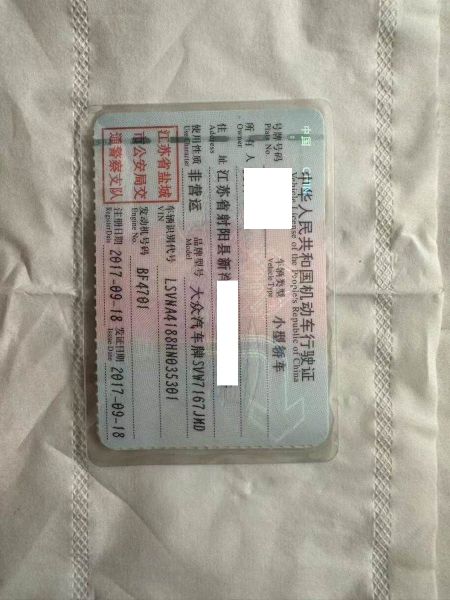 中国 CHINA
中华人民共和国机动车行驶证
Vehicle License of the People's Republic of China
号牌号码
Plate No.
车辆类型 小型轿车
Vehicle Type
所有人
Owner
住址 江苏省射阳县新
Address
使用性质 非营运
Use Character
品牌型号 大众汽车牌SVW7167JMD
Model
江苏省盐城
市公安局交
通警察支队
车辆识别代号 LSVNA4188HN035301
VIN
发动机号码 BF4701
Engine No.
注册日期 2017-09-18
Register Date
发证日期 2017-09-18
Issue Date